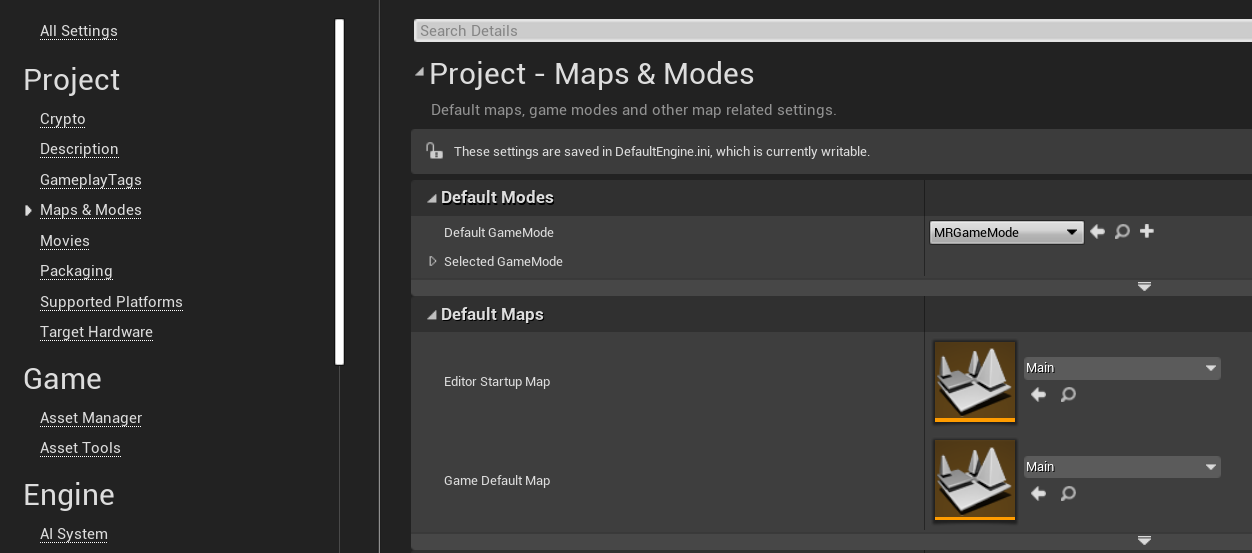 All Settings
Project
Crypto
Description
GameplayTags
Maps & Modes
Movies
Packaging
Supported Platforms
Target Hardware
Game
Asset Manager
Asset Tools
Engine
AI System
Search Details
Project - Maps & Modes
Default maps, game modes and other map related settings.
These settings are saved in DefaultEngine.ini, which is currently writable.
Default Modes
Default GameMode
MRGameMode
Selected GameMode
Default Maps
Editor Startup Map
Main
Game Default Map
Main